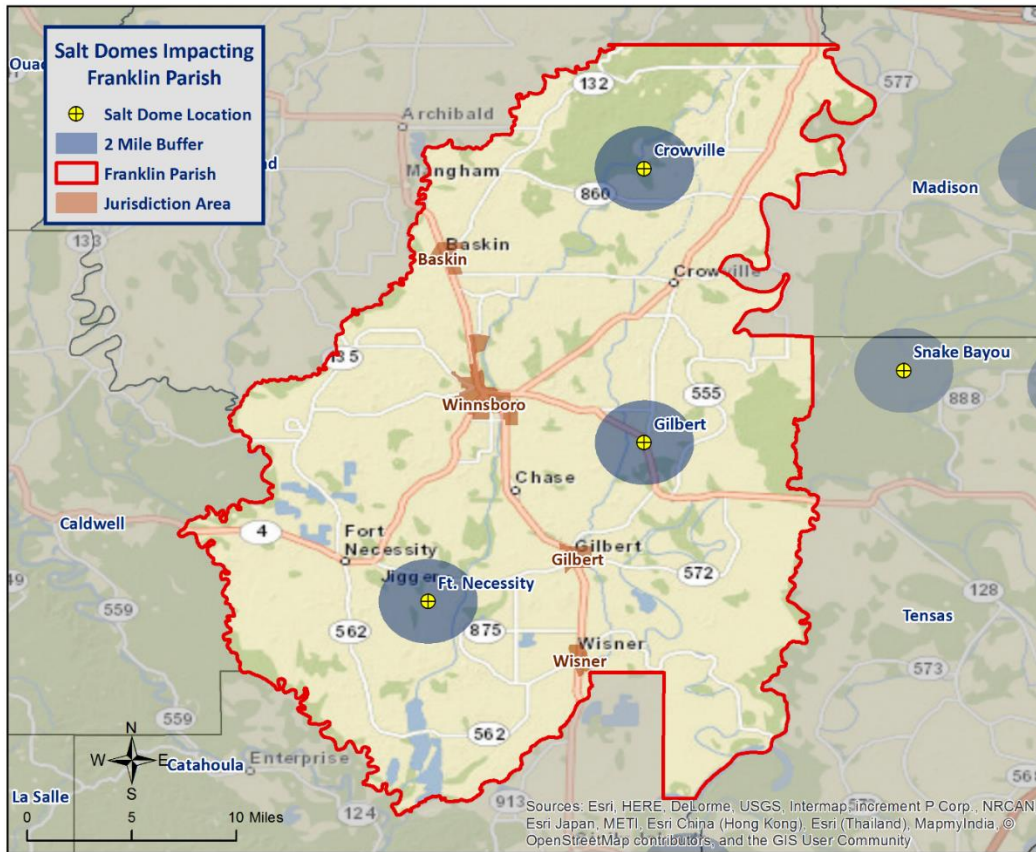 Salt Domes Impacting
Franklin Parish
Salt Dome Location
2 Mile Buffer
Franklin Parish
Jurisdiction Area
577
132
Archibald
Crowville
Mangham
860
Madison
133
Baskin
Baskin
Crowville
135
Snake Bayou
555
888
Winnsboro
Gilbert
Chase
Caldwell
4
Fort
Necessity
Gilbert
Gilbert
572
Jigger
Ft. Necessity
128
559
Tensas
562
875
Wisner
Wisner
573
559
562
N
W E
S
Catahoula
Enterprise
La Salle
124
913
0 5 10 Miles
Sources: Esri, HERE, DeLorme, USGS, Intermap, increment P Corp., NRCAN
Esri Japan, METI, Esri China (Hong Kong), Esri (Thailand), MapmyIndia, ©
OpenStreetMap contributors, and the GIS User Community